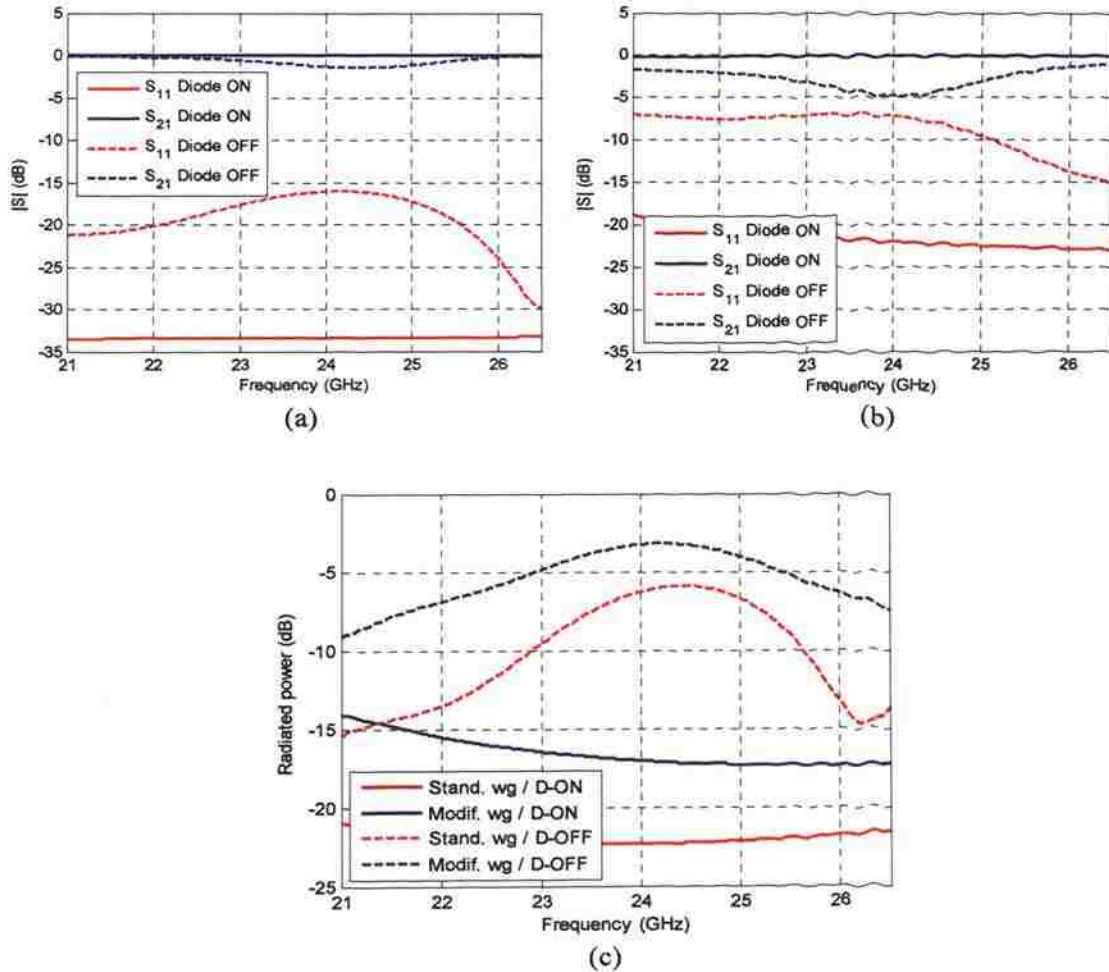 5
0
-5
-10
-15
-20
-25
-30
-35
|S| (dB)
S11 Diode ON
S21 Diode ON
S11 Diode OFF
S21 Diode OFF
21 22 23 24 25 26
Frequency (GHz)
(a)
5
0
-5
-10
-15
-20
-25
-30
-35
|S| (dB)
S11 Diode ON
S21 Diode ON
S11 Diode OFF
S21 Diode OFF
21 22 23 24 25 26
Frequency (GHz)
(b)
0
-5
-10
-15
-20
-25
Radiated power (dB)
Stand. wg / D-ON
Modif. wg / D-ON
Stand. wg / D-OFF
Modif. wg / D-OFF
21 22 23 24 25 26
Frequency (GHz)
(c)